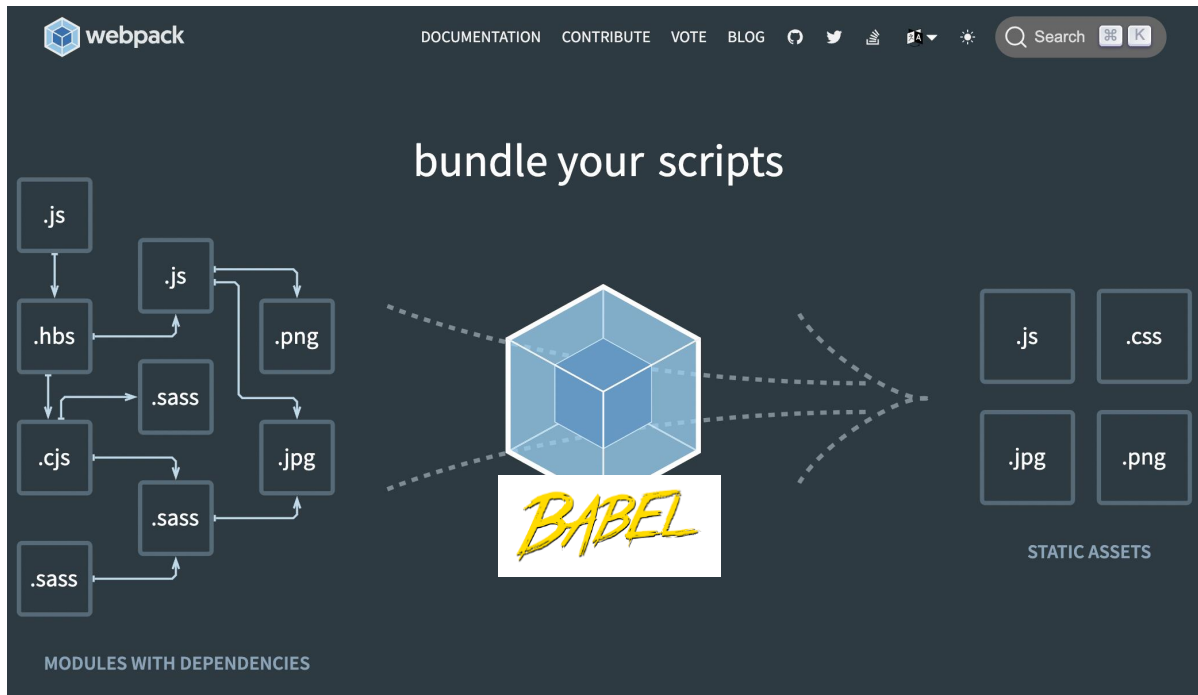 webpack
DOCUMENTATION CONTRIBUTE VOTE BLOG
Search ⌘ K
bundle your scripts
.js
.js
.hbs
.png
.sass
.cjs
.jpg
.sass
.sass
MODULES WITH DEPENDENCIES
BABEL
.js .css
.jpg .png
STATIC ASSETS